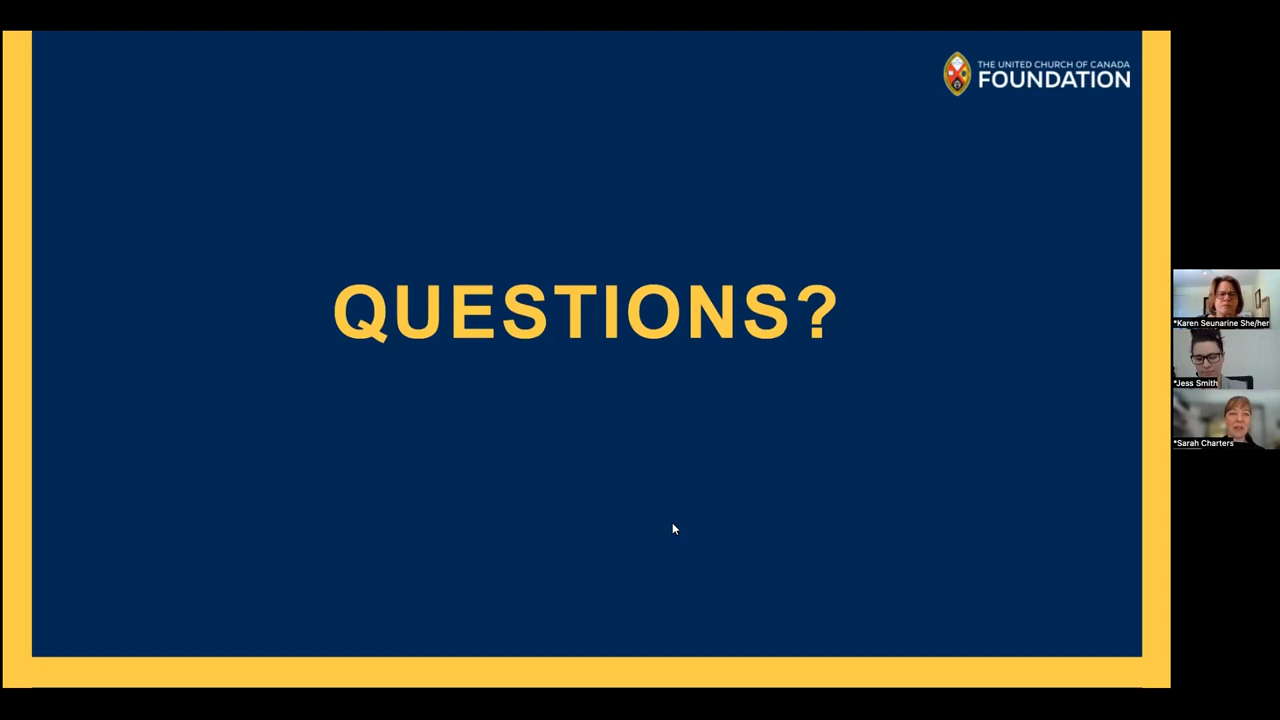 THE UNITED CHURCH OF CANADA
FOUNDATION
QUESTIONS?
*Karen Seunarine She/her
*Jess Smith
*Sarah Charters